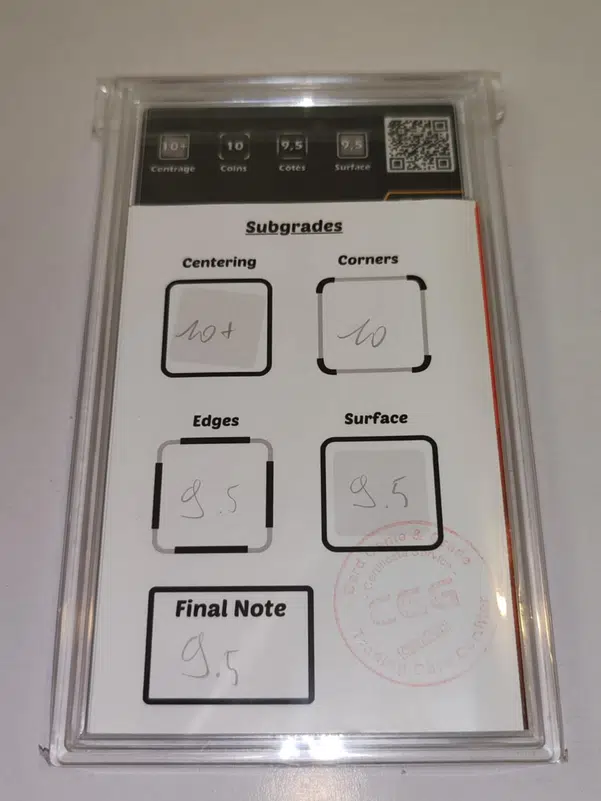 10+ 10 9,5 9,5
Centrage Coins Côtés Surface
Subgrades
Centering Corners
10+ 10
Edges Surface
9.5 9.5
Final Note
9.5
CCG